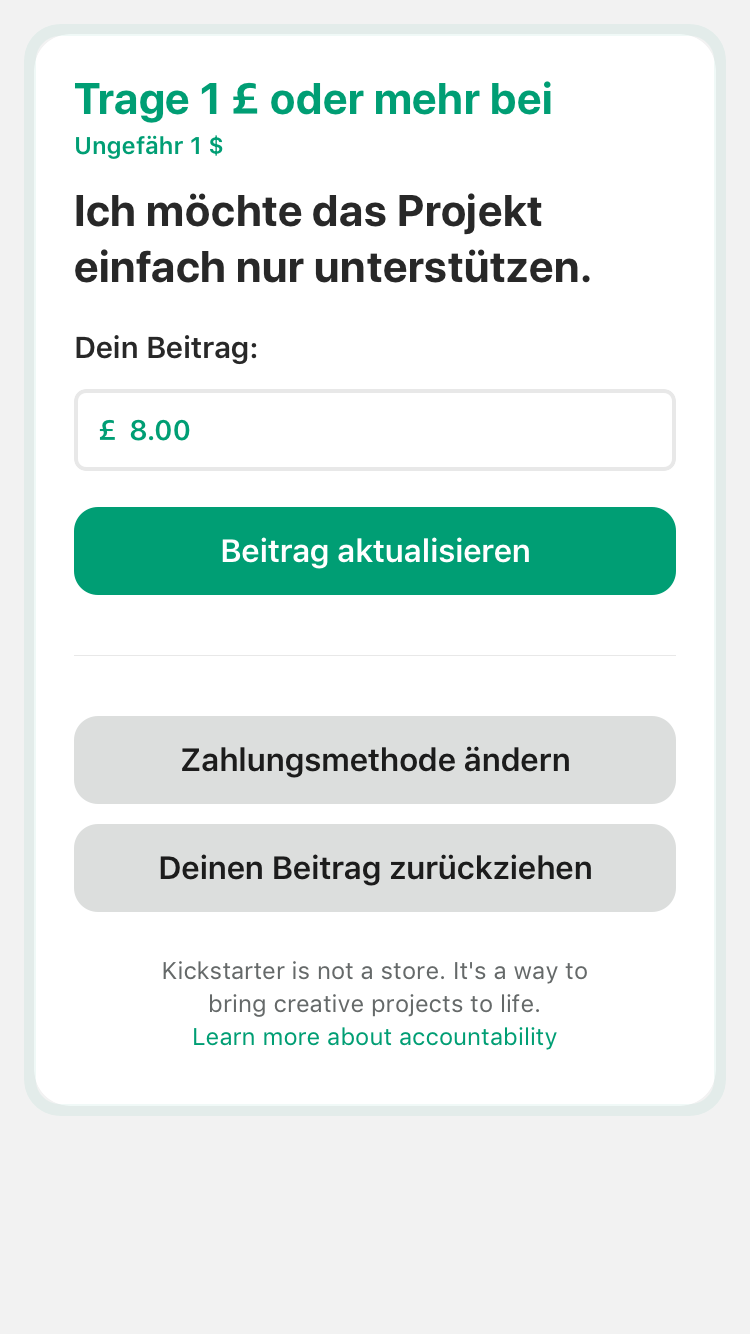 Trage 1 £ oder mehr bei
Ungefähr 1 $
Ich möchte das Projekt
einfach nur unterstützen.
Dein Beitrag:
£ 8.00
Beitrag aktualisieren
Zahlungsmethode ändern
Deinen Beitrag zurückziehen
Kickstarter is not a store. It's a way to
bring creative projects to life.
Learn more about accountability